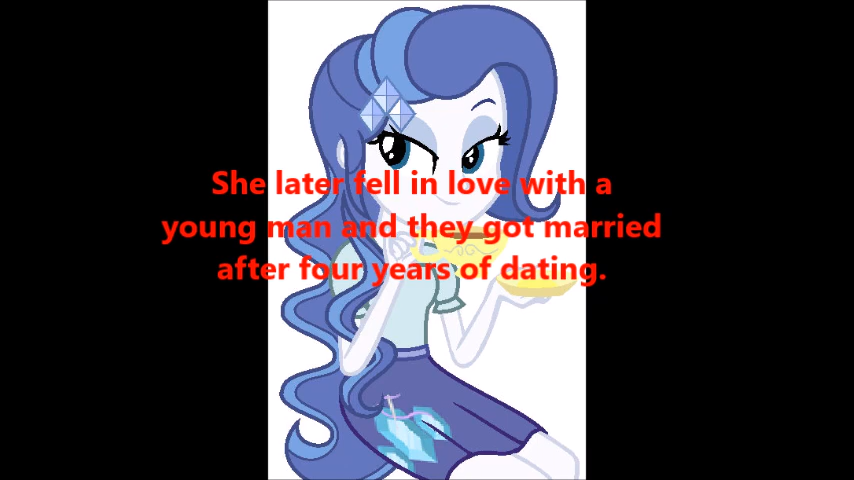 She later fell in love with a
young man and they got married
after four years of dating.